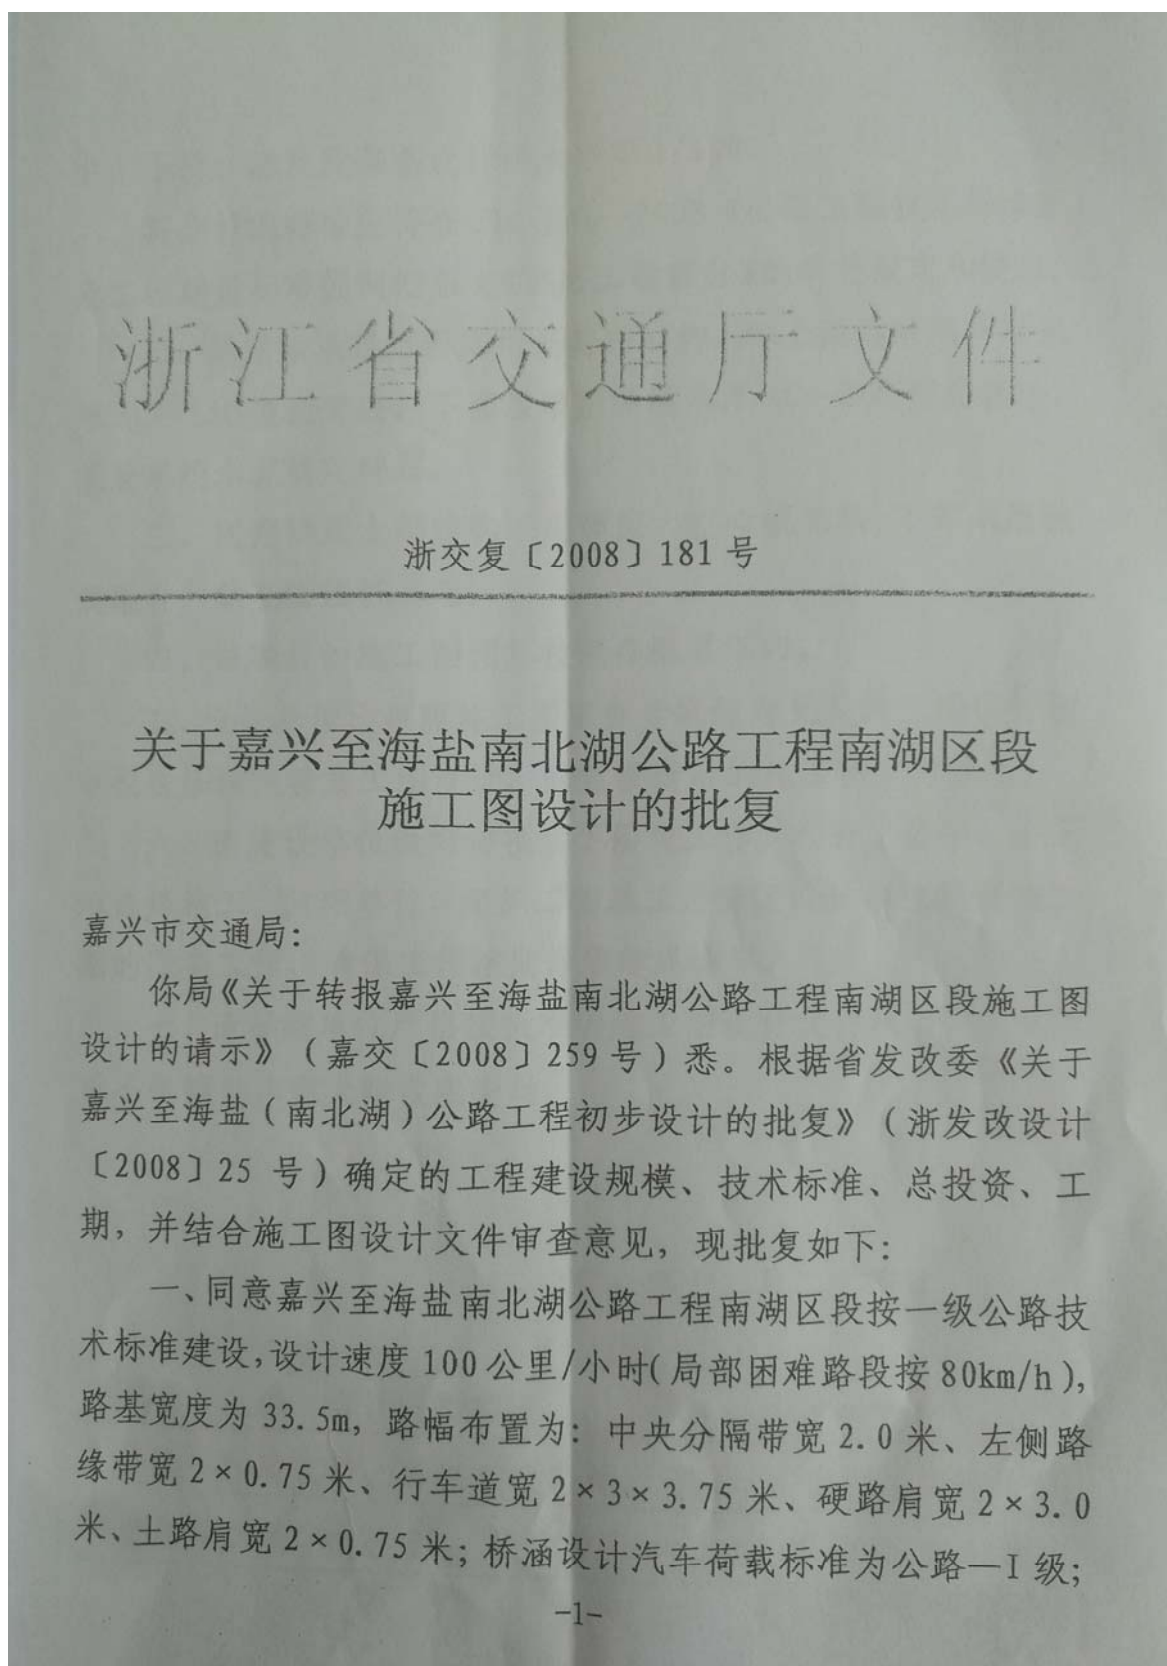 浙江省交通厅文件
浙交复〔2008〕181号
关于嘉兴至海盐南北湖公路工程南湖区段
施工图设计的批复
嘉兴市交通局:
你局《关于转报嘉兴至海盐南北湖公路工程南湖区段施工图
设计的请示》(嘉交〔2008〕259号)悉。根据省发改委《关于
嘉兴至海盐(南北湖)公路工程初步设计的批复》(浙发改设计
〔2008〕25 号)确定的工程建设规模、技术标准、总投资、工
期,并结合施工图设计文件审查意见,现批复如下:
一、同意嘉兴至海盐南北湖公路工程南湖区段按一级公路技
术标准建设,设计速度100公里/小时(局部困难路段按80km/h),
路基宽度为 33.5m,路幅布置为:中央分隔带宽2.0米、左侧路
缘带宽2×0.75米、行车道宽2×3×3.75米、硬路肩宽2×3.0
米、土路肩宽2×0.75米;桥涵设计汽车荷载标准为公路—I级;
-1-